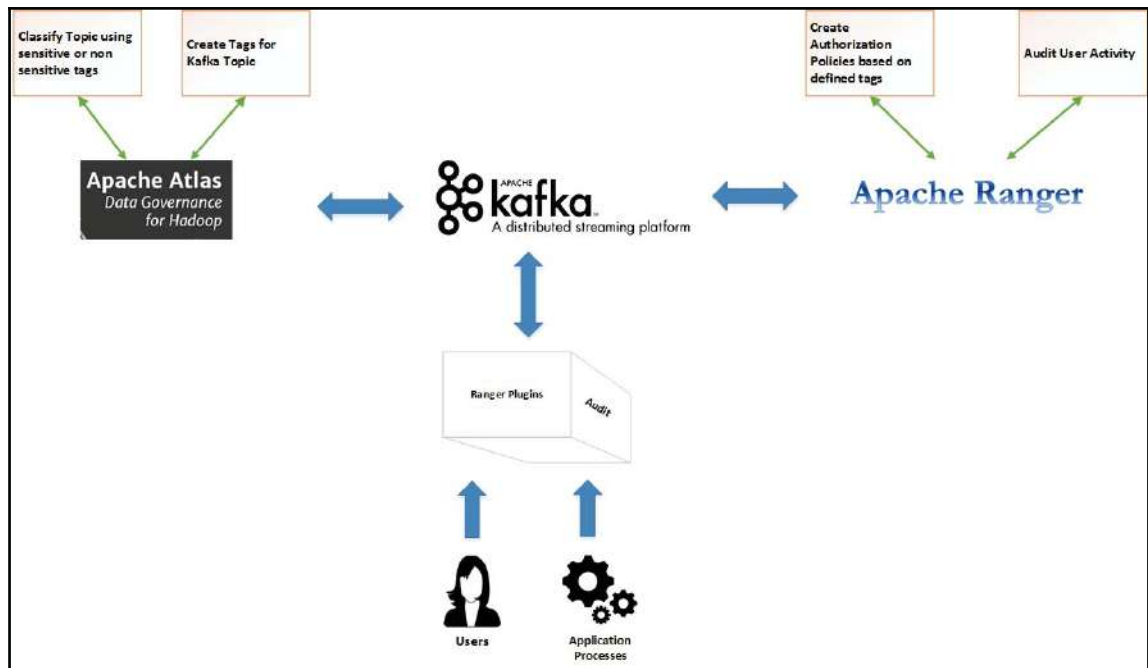 Classify Topic using
sensitive or non
sensitive tags
Create Tags for
Kafka Topic
Create
Authorization
Policies based on
defined tags
Audit User Activity
Apache Atlas
Data Governance
for Hadoop
APACHE
kafka
A distributed streaming platform
Apache Ranger
Ranger Plugins
Audit
Users
Application
Processes